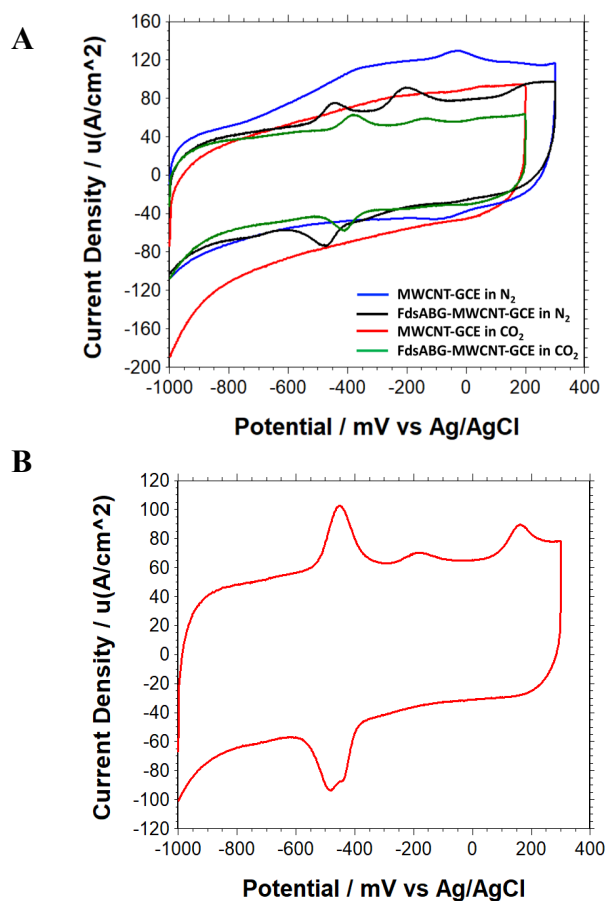 A
Current Density / u(A/cm^2)
160
120
80
40
0
-40
-80
-120
-160
-200
MWCNT-GCE in N₂
FdsABG-MWCNT-GCE in N₂
MWCNT-GCE in CO₂
FdsABG-MWCNT-GCE in CO₂
-1000 -800 -600 -400 -200 0 200 400
Potential / mV vs Ag/AgCl
B
Current Density / u(A/cm^2)
120
100
80
60
40
20
0
-20
-40
-60
-80
-100
-120
-1000 -800 -600 -400 -200 0 200 400
Potential / mV vs Ag/AgCl